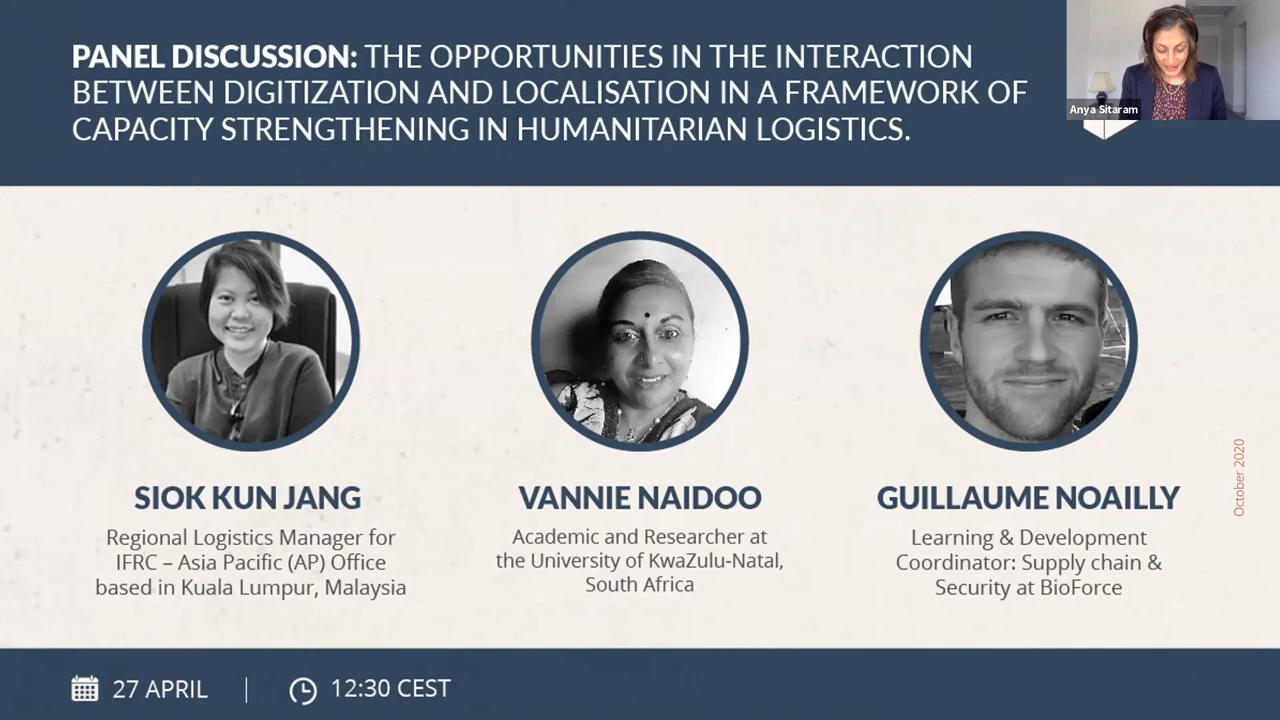 PANEL DISCUSSION: THE OPPORTUNITIES IN THE INTERACTION
BETWEEN DIGITIZATION AND LOCALISATION IN A FRAMEWORK OF
CAPACITY STRENGTHENING IN HUMANITARIAN LOGISTICS.
Anya Sitaram
SIOK KUN JANG
Regional Logistics Manager for
IFRC – Asia Pacific (AP) Office
based in Kuala Lumpur, Malaysia
VANNIE NAIDOO
Academic and Researcher at
the University of KwaZulu-Natal,
South Africa
GUILLAUME NOAILLY
Learning & Development
Coordinator: Supply chain &
Security at BioForce
October 2020
27 APRIL
12:30 CEST